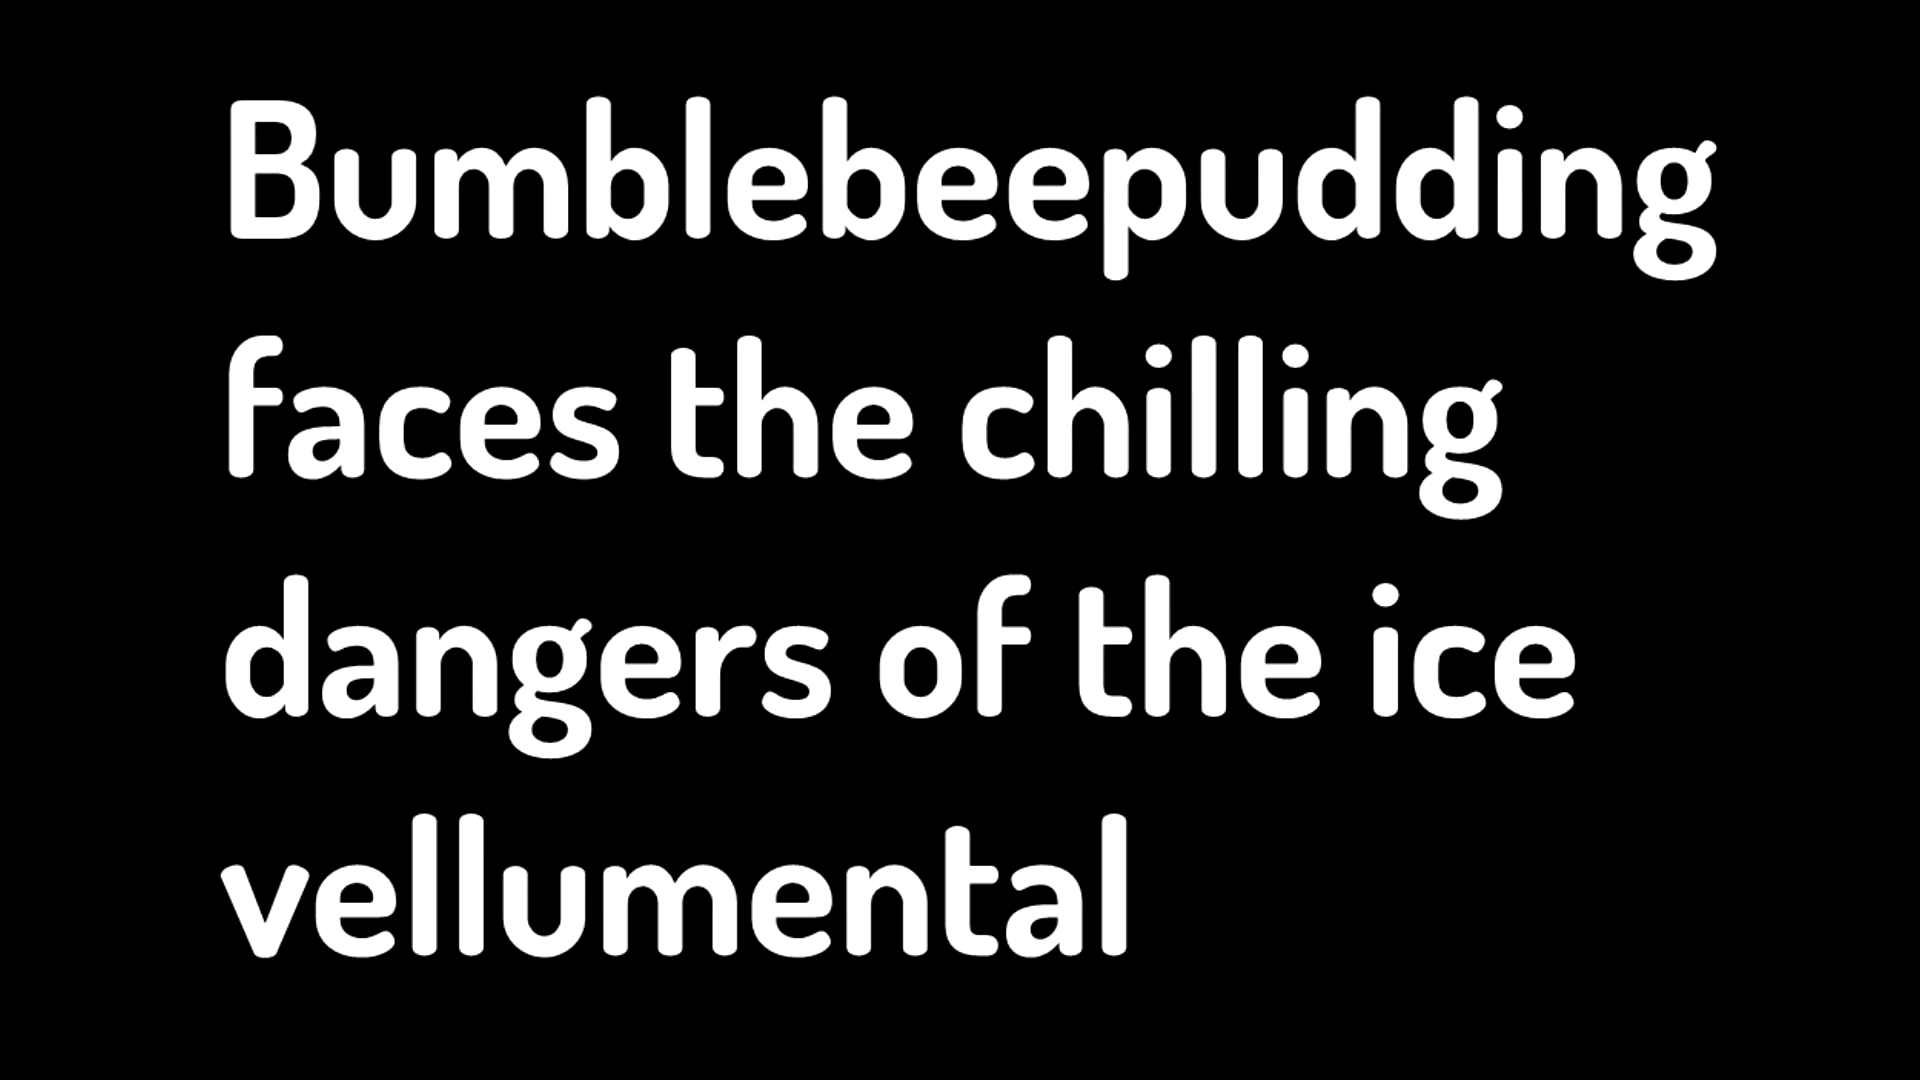 Bumblebeepudding
faces the chilling
dangers of the ice
vellumental